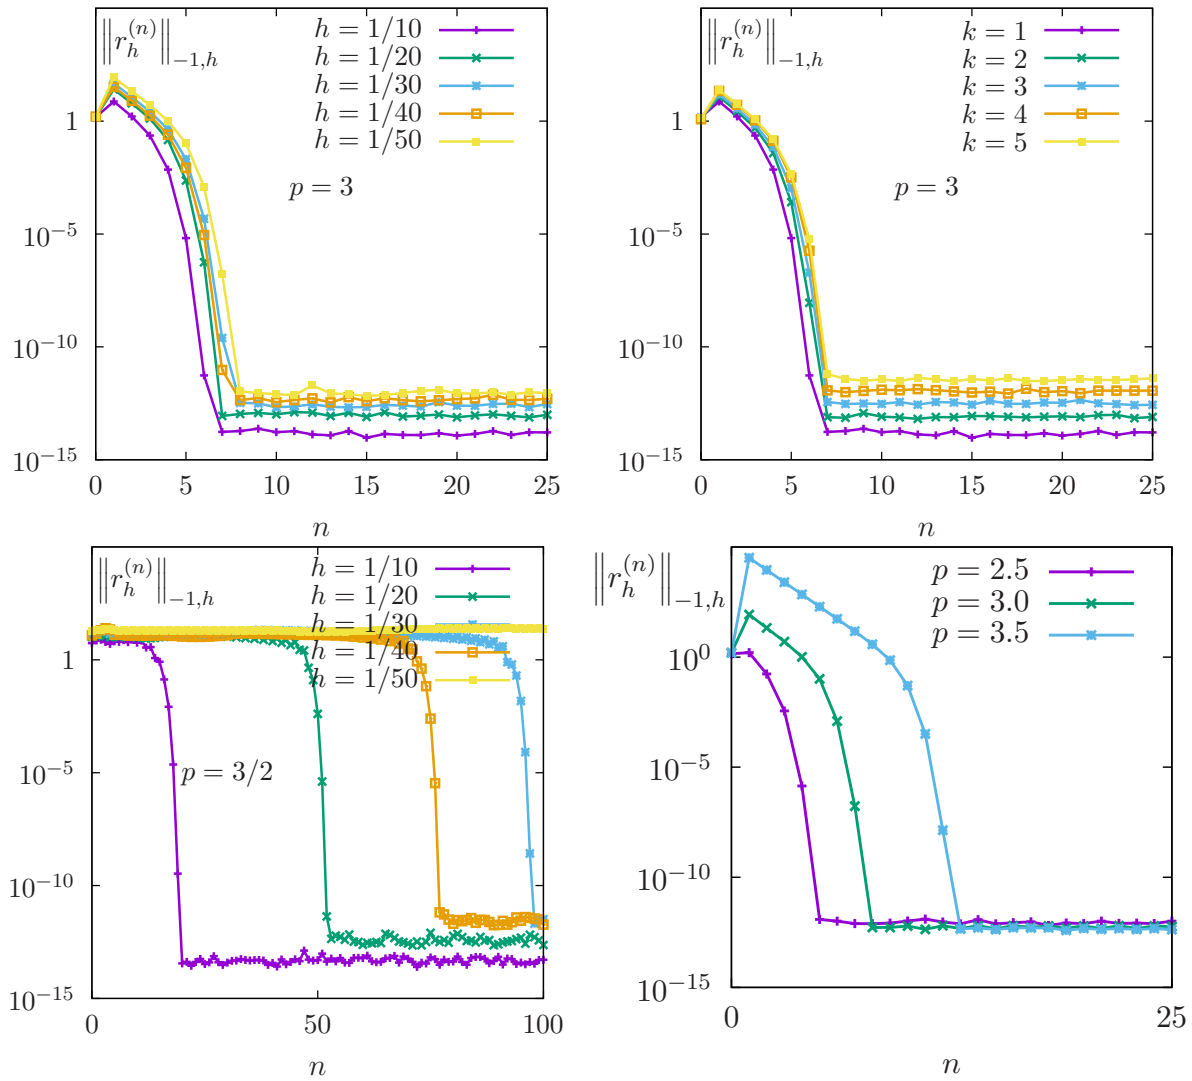 ‖r_h^{(n)}‖_{-1,h}
h = 1/10
h = 1/20
h = 1/30
h = 1/40
h = 1/50
p = 3
1
10^{-5}
10^{-10}
10^{-15}
0 5 10 15 20 25
n
‖r_h^{(n)}‖_{-1,h}
k = 1
k = 2
k = 3
k = 4
k = 5
p = 3
1
10^{-5}
10^{-10}
10^{-15}
0 5 10 15 20 25
n
‖r_h^{(n)}‖_{-1,h}
h = 1/10
h = 1/20
h = 1/30
h = 1/40
h = 1/50
p = 3/2
1
10^{-5}
10^{-10}
10^{-15}
0 50 100
n
‖r_h^{(n)}‖_{-1,h}
p = 2.5
p = 3.0
p = 3.5
10^0
10^{-5}
10^{-10}
10^{-15}
0 25
n